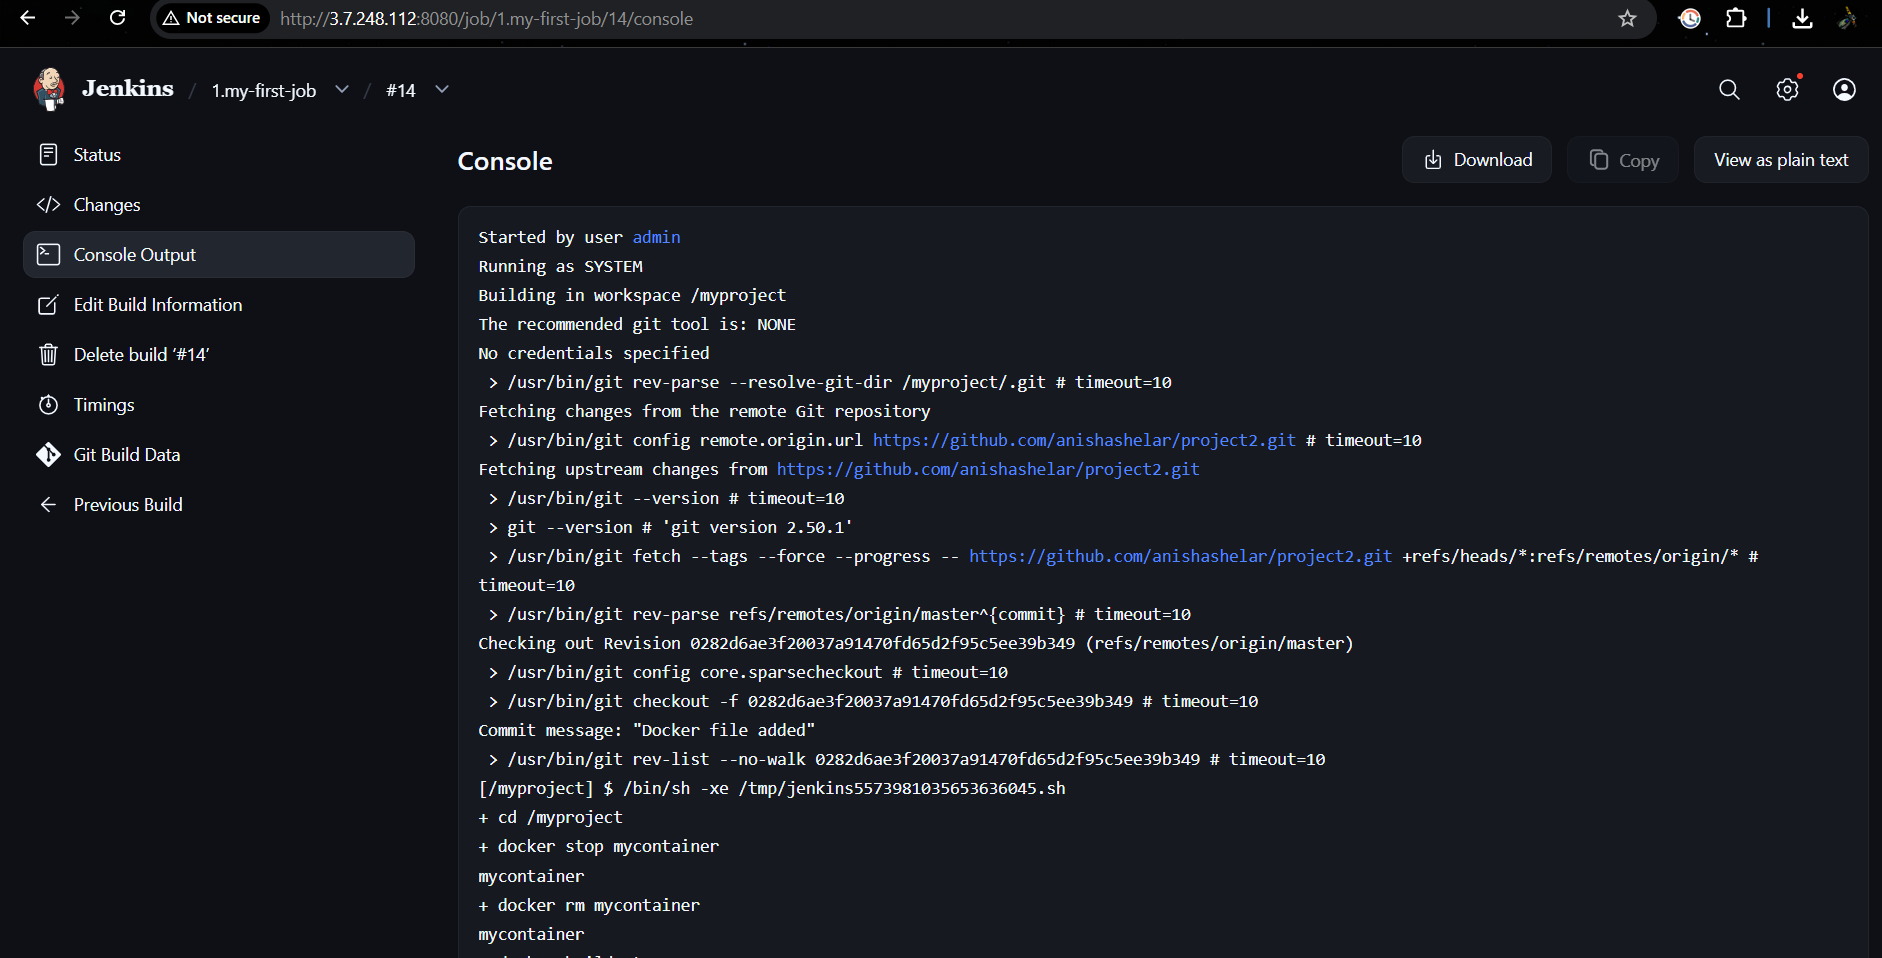 Not secure http://3.7.248.112:8080/job/1.my-first-job/14/console
Jenkins / 1.my-first-job / #14
Status
Changes
Console Output
Edit Build Information
Delete build ‘#14’
Timings
Git Build Data
Previous Build
Console
Download
Copy
View as plain text
Started by user admin
Running as SYSTEM
Building in workspace /myproject
The recommended git tool is: NONE
No credentials specified
> /usr/bin/git rev-parse --resolve-git-dir /myproject/.git # timeout=10
Fetching changes from the remote Git repository
> /usr/bin/git config remote.origin.url https://github.com/anishashelar/project2.git # timeout=10
Fetching upstream changes from https://github.com/anishashelar/project2.git
> /usr/bin/git --version # timeout=10
> git --version # 'git version 2.50.1'
> /usr/bin/git fetch --tags --force --progress -- https://github.com/anishashelar/project2.git +refs/heads/*:refs/remotes/origin/* #
timeout=10
> /usr/bin/git rev-parse refs/remotes/origin/master^{commit} # timeout=10
Checking out Revision 0282d6ae3f20037a91470fd65d2f95c5ee39b349 (refs/remotes/origin/master)
> /usr/bin/git config core.sparsecheckout # timeout=10
> /usr/bin/git checkout -f 0282d6ae3f20037a91470fd65d2f95c5ee39b349 # timeout=10
Commit message: "Docker file added"
> /usr/bin/git rev-list --no-walk 0282d6ae3f20037a91470fd65d2f95c5ee39b349 # timeout=10
[/myproject] $ /bin/sh -xe /tmp/jenkins5573981035653636045.sh
+ cd /myproject
+ docker stop mycontainer
mycontainer
+ docker rm mycontainer
mycontainer